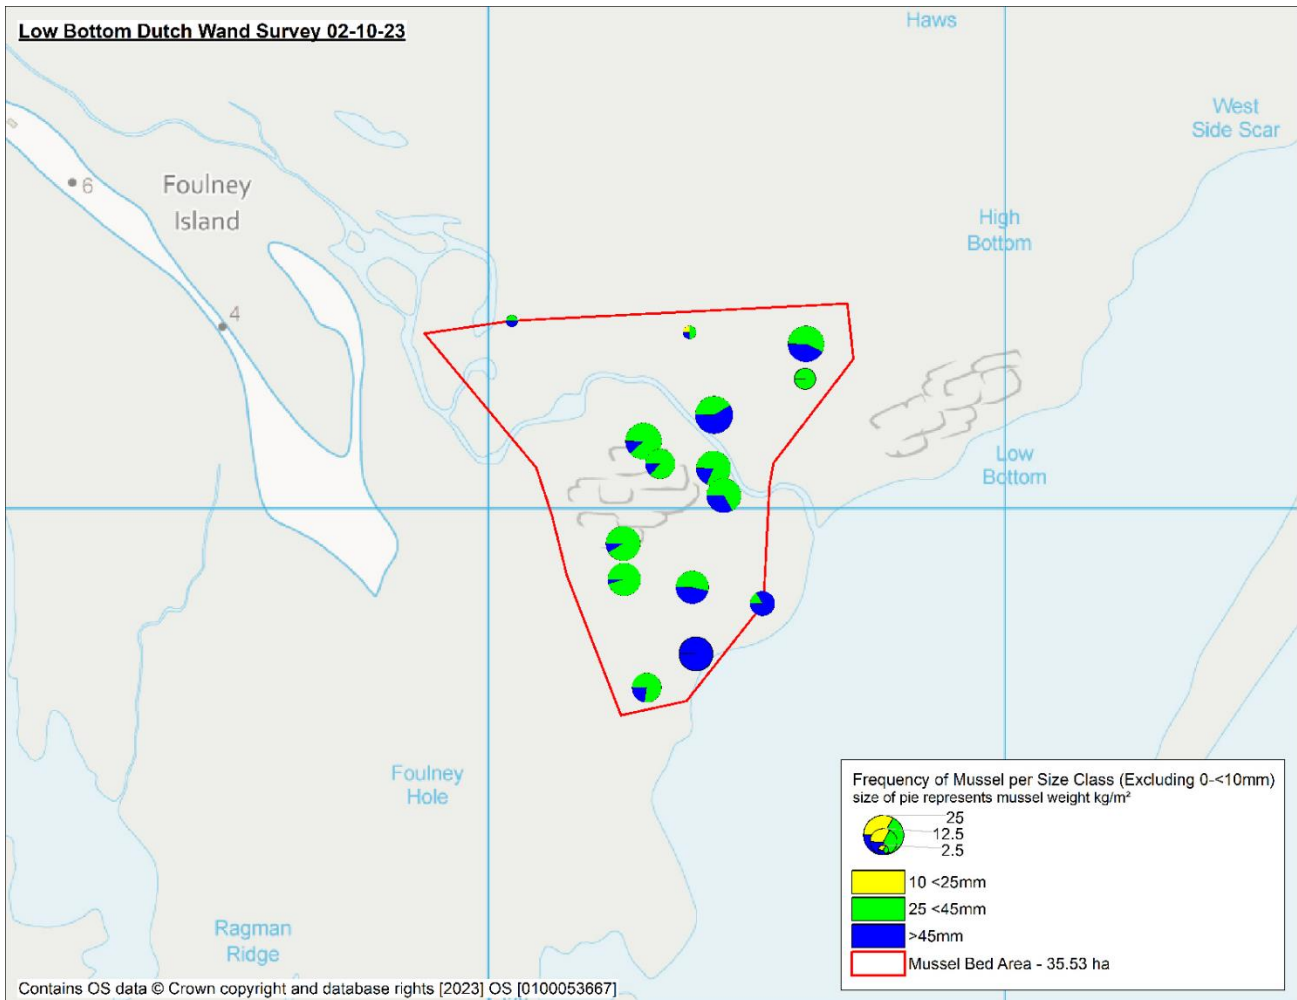 Low Bottom Dutch Wand Survey 02-10-23
Haws
West
Side Scar
6
Foulney
Island
High
Bottom
4
Low
Bottom
Foulney
Hole
Ragman
Ridge
Frequency of Mussel per Size Class (Excluding 0-<10mm)
size of pie represents mussel weight kg/m²
25
12.5
2.5
10 <25mm
25 <45mm
>45mm
Mussel Bed Area - 35.53 ha
Contains OS data © Crown copyright and database rights [2023] OS [0100053667]